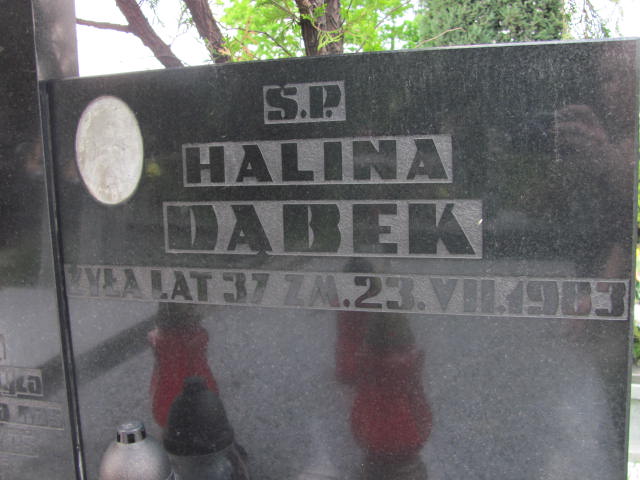 Ś.P.
HALINA
DĄBEK
ŻYŁA LAT 37 ZM. 23.VII.1983